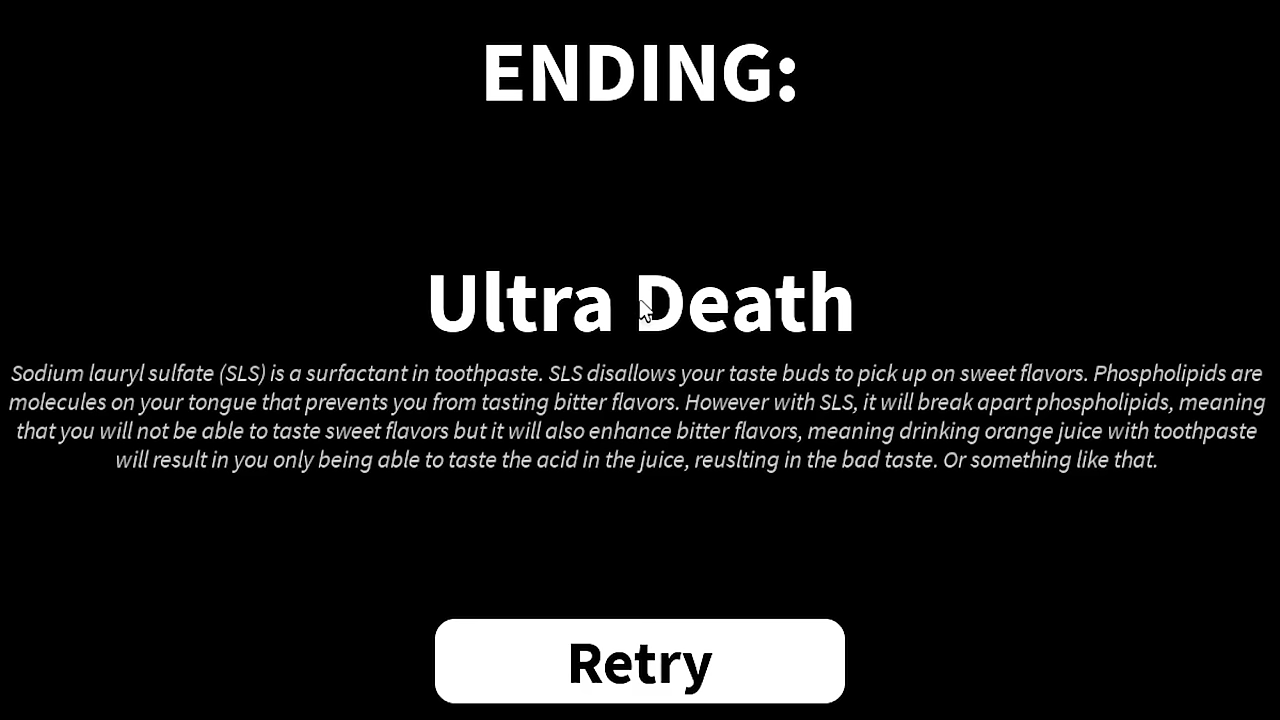 ENDING:
Ultra Death
Sodium lauryl sulfate (SLS) is a surfactant in toothpaste. SLS disallows your taste buds to pick up on sweet flavors. Phospholipids are
molecules on your tongue that prevents you from tasting bitter flavors. However with SLS, it will break apart phospholipids, meaning
that you will not be able to taste sweet flavors but it will also enhance bitter flavors, meaning drinking orange juice with toothpaste
will result in you only being able to taste the acid in the juice, reuslting in the bad taste. Or something like that.
Retry